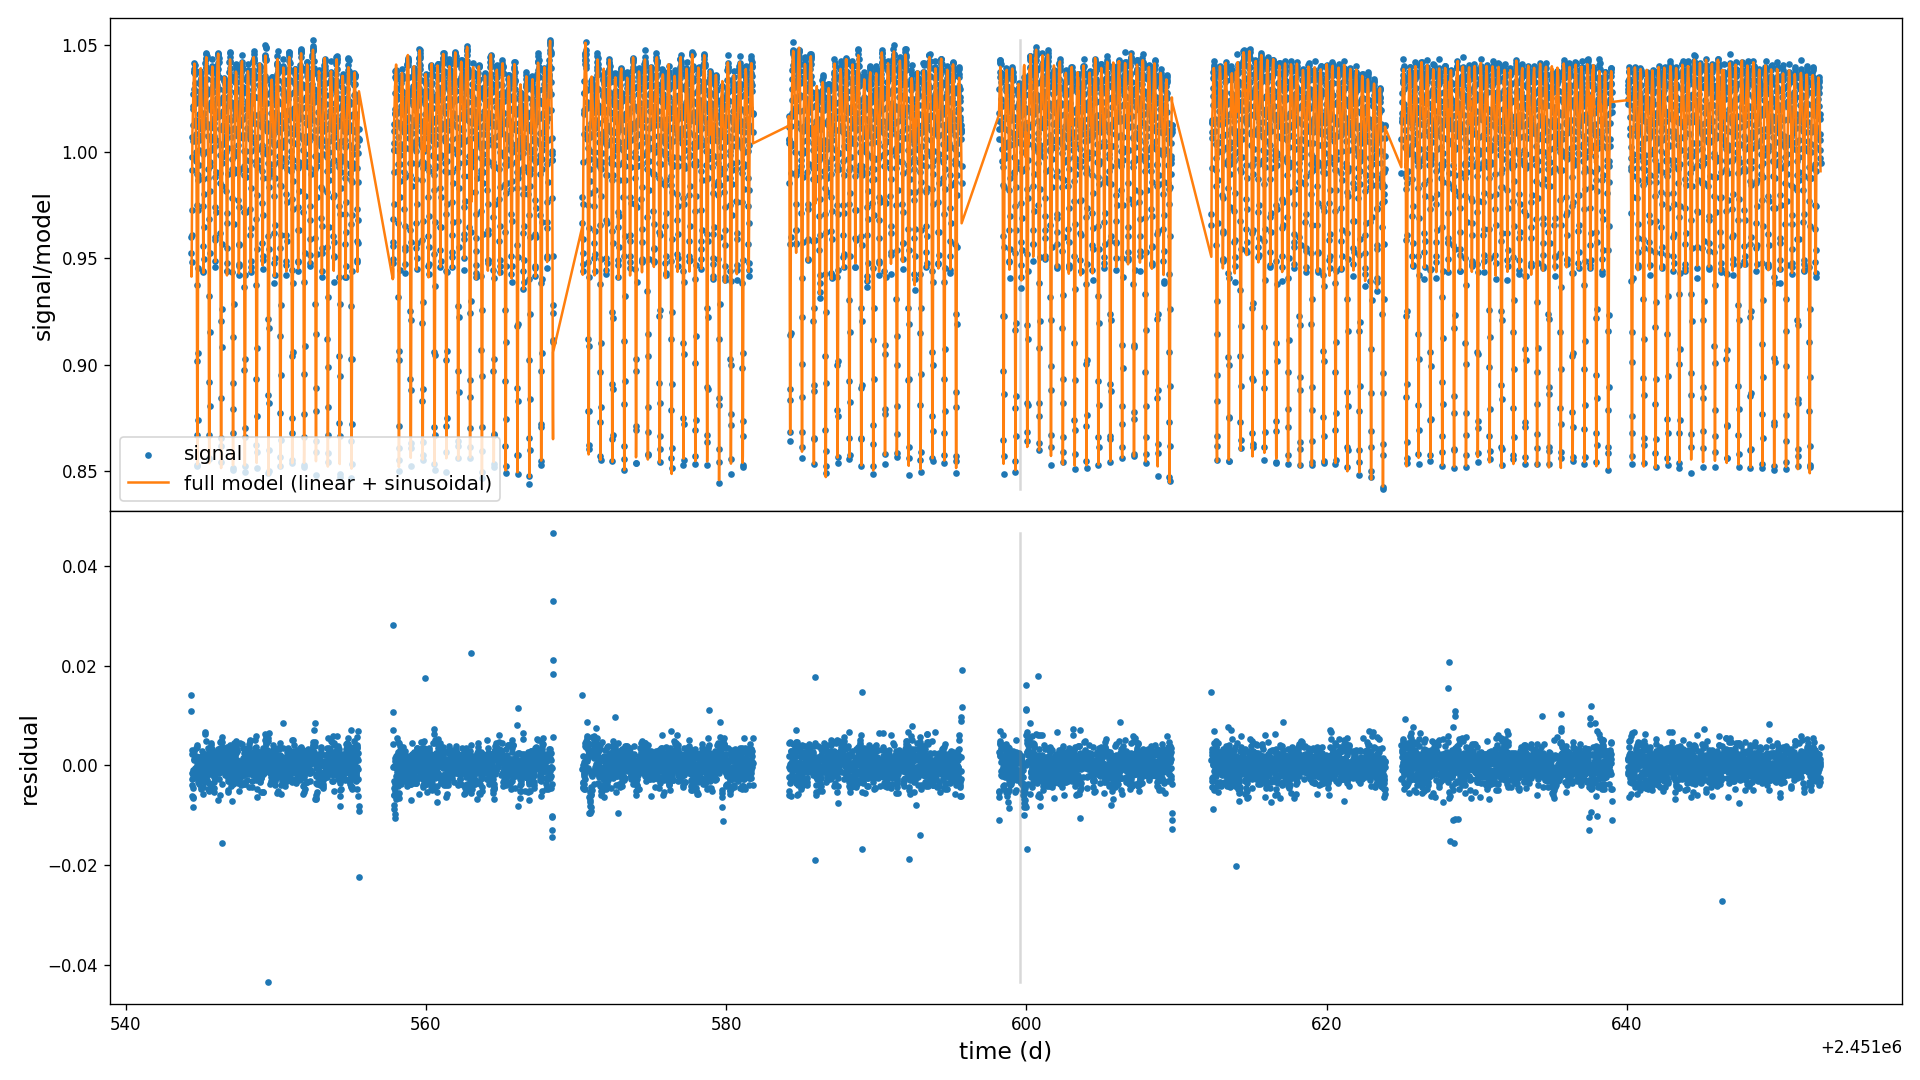 1.05
1.00
0.95
0.90
0.85
signal/model
signal
full model (linear + sinusoidal)
0.04
0.02
0.00
−0.02
−0.04
residual
540
560
580
600
620
640
time (d)
+2.451e6